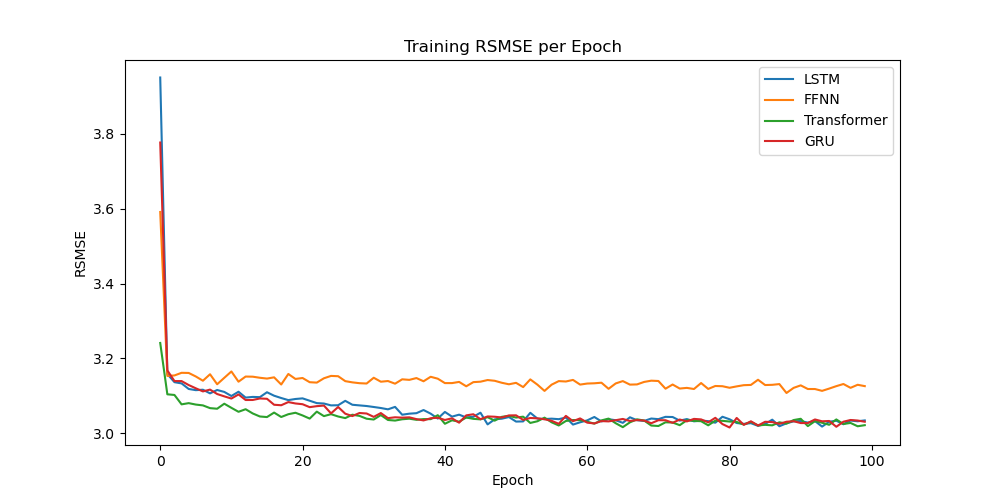 Training RSMSE per Epoch
LSTM
FFNN
Transformer
GRU
RSMSE
3.8
3.6
3.4
3.2
3.0
0
20
40
60
80
100
Epoch